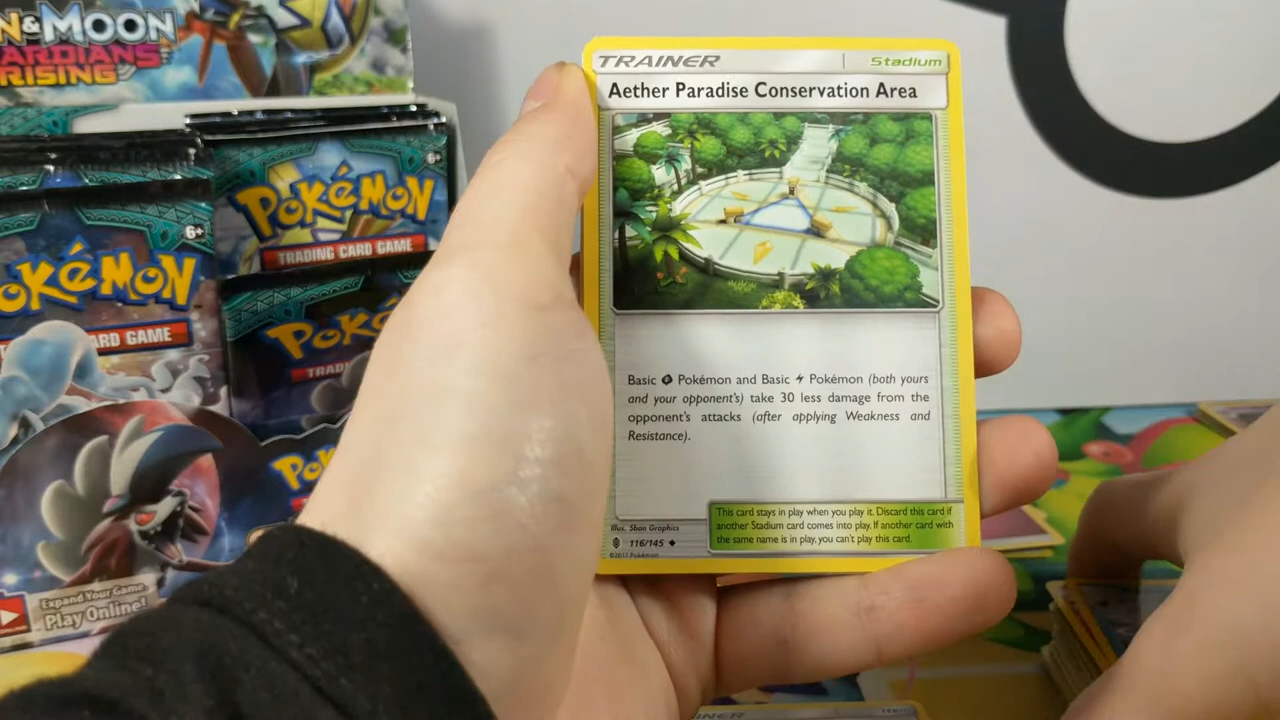 N & MOON
ARDIANS
RISING
POKéMON
6+
TRADING CARD GAME
6+
OKéMON
ARD GAME
POKé
TRAD
Expand Your Game.
Play Online!
TRAINER
Stadium
Aether Paradise Conservation Area
Basic Pokémon and Basic Pokémon (both yours
and your opponent's) take 30 less damage from the
opponent's attacks (after applying Weakness and
Resistance).
This card stays in play when you play it. Discard this card if
another Stadium card comes into play. If another card with
the same name is in play, you can't play this card.
Illus. 5ban Graphics
116/145
©2017 Pokémon